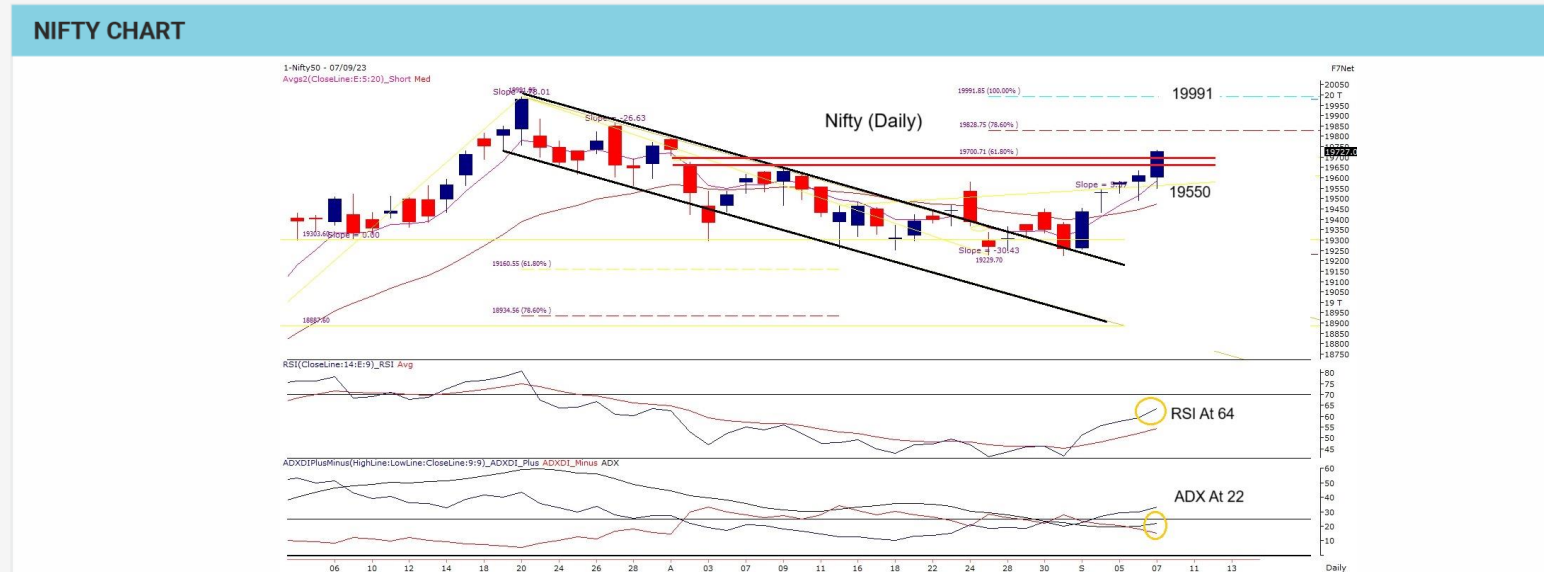 NIFTY CHART
1-Nifty50 - 07/09/23
F7Net
Avgs2(CloseLine:E:5:20)_Short Med
20050
20 T
19950
19900
19850
19800
19727.0
19700
19650
19600
19550
19500
19450
19400
19350
19300
19250
19200
19150
19100
19050
19 T
18950
18900
18850
18800
18750
19991.85 (100.00% )
19991
Nifty (Daily)
19828.75 (78.60% )
19700.71 (61.80% )
Slope = -26.63
19550
19303.60
Slope = 0.00
Slope = -30.43
19229.70
19160.55 (61.80% )
18934.56 (78.60% )
18887.60
RSI(CloseLine:14:E:9)_RSI Avg
80
75
70
65
60
55
50
45
RSI At 64
ADXDIPlusMinus(HighLine:LowLine:CloseLine:9:9)_ADXDI_Plus ADXDI_Minus ADX
60
50
40
30
20
10
ADX At 22
06 10 12 14 18 20 24 26 28 A 03 07 09 11 16 18 22 24 28 30 S 05 07 11 13 Daily